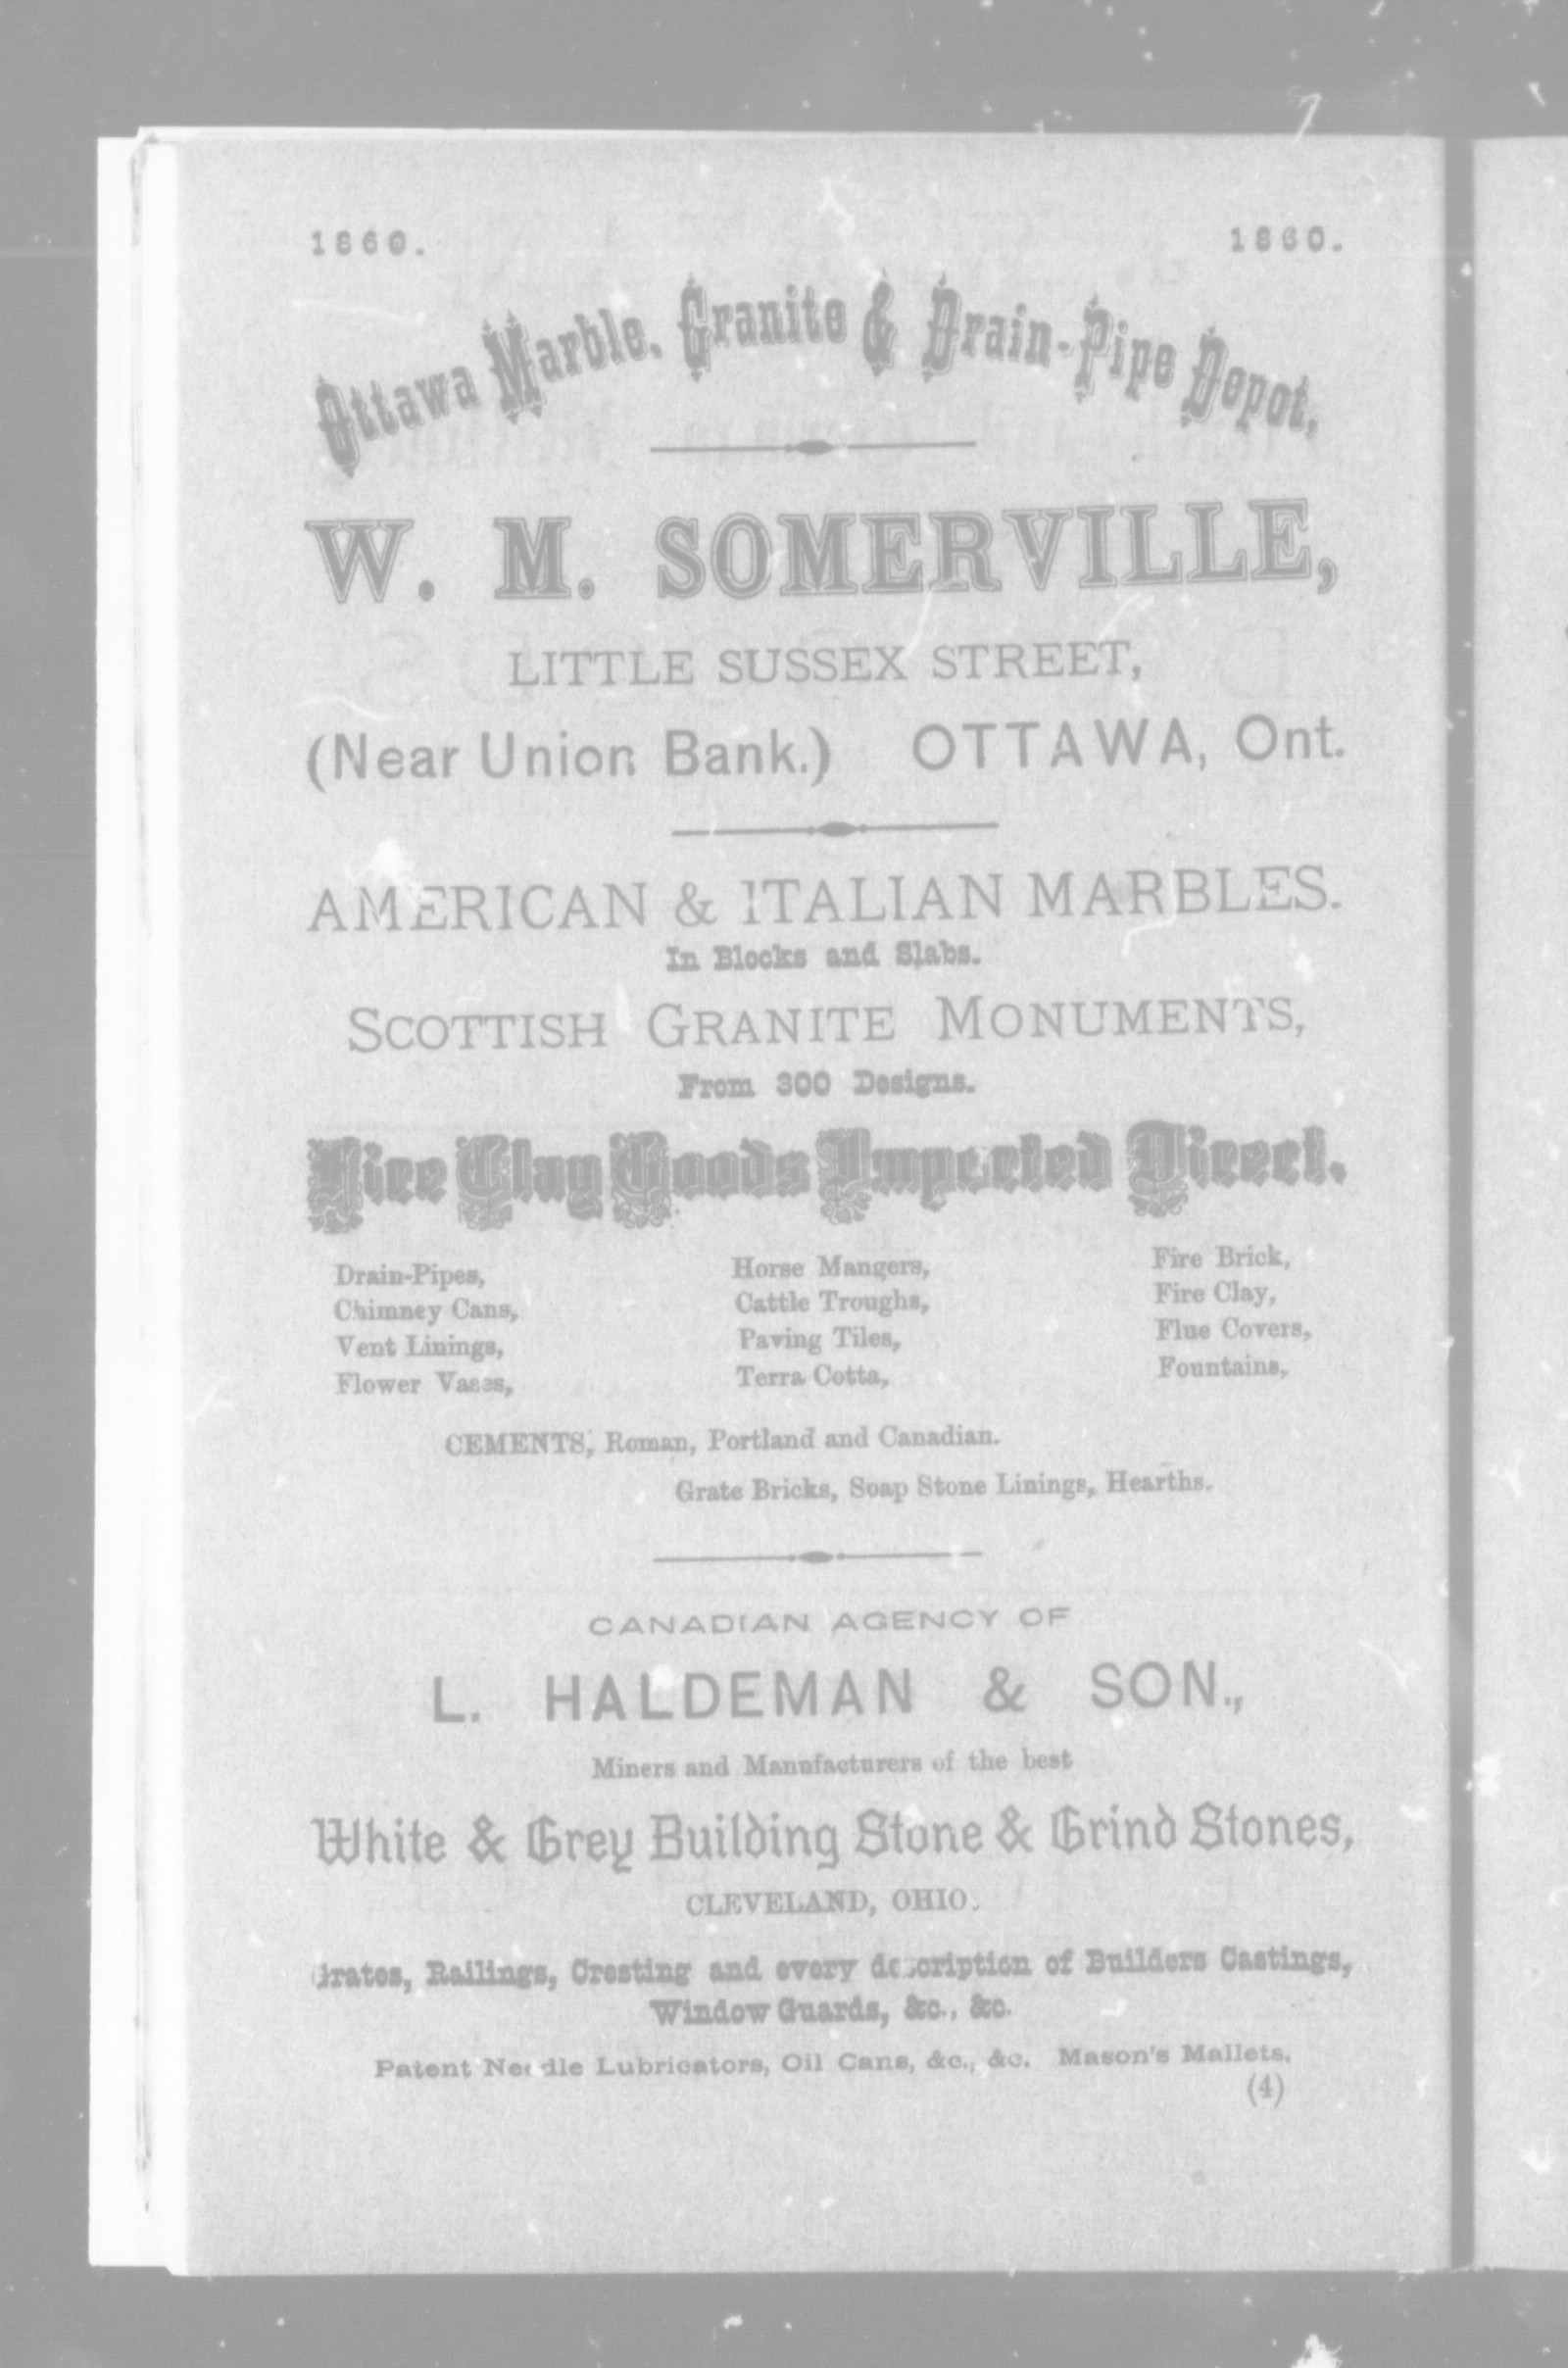 1860. 1860.
Ottawa Marble, Granite & Drain-Pipe Depot,
W. M. SOMERVILLE,
LITTLE SUSSEX STREET,
(Near Union Bank.) OTTAWA, Ont.
AMERICAN & ITALIAN MARBLES.
In Blocks and Slabs.
SCOTTISH GRANITE MONUMENTS,
From 300 Designs.
Fire Clay Goods Imported Direct.
Drain-Pipes, Horse Mangers, Fire Brick,
Chimney Cans, Cattle Troughs, Fire Clay,
Vent Linings, Paving Tiles, Flue Covers,
Flower Vases, Terra Cotta, Fountains,
CEMENTS, Roman, Portland and Canadian.
Grate Bricks, Soap Stone Linings, Hearths.
CANADIAN AGENCY OF
L. HALDEMAN & SON.,
Miners and Manufacturers of the best
White & Grey Building Stone & Grind Stones,
CLEVELAND, OHIO.
Grates, Railings, Cresting and every description of Builders Castings,
Window Guards, &c., &c.
Patent Needle Lubricators, Oil Cans, &c., &c. Mason's Mallets.
(4)